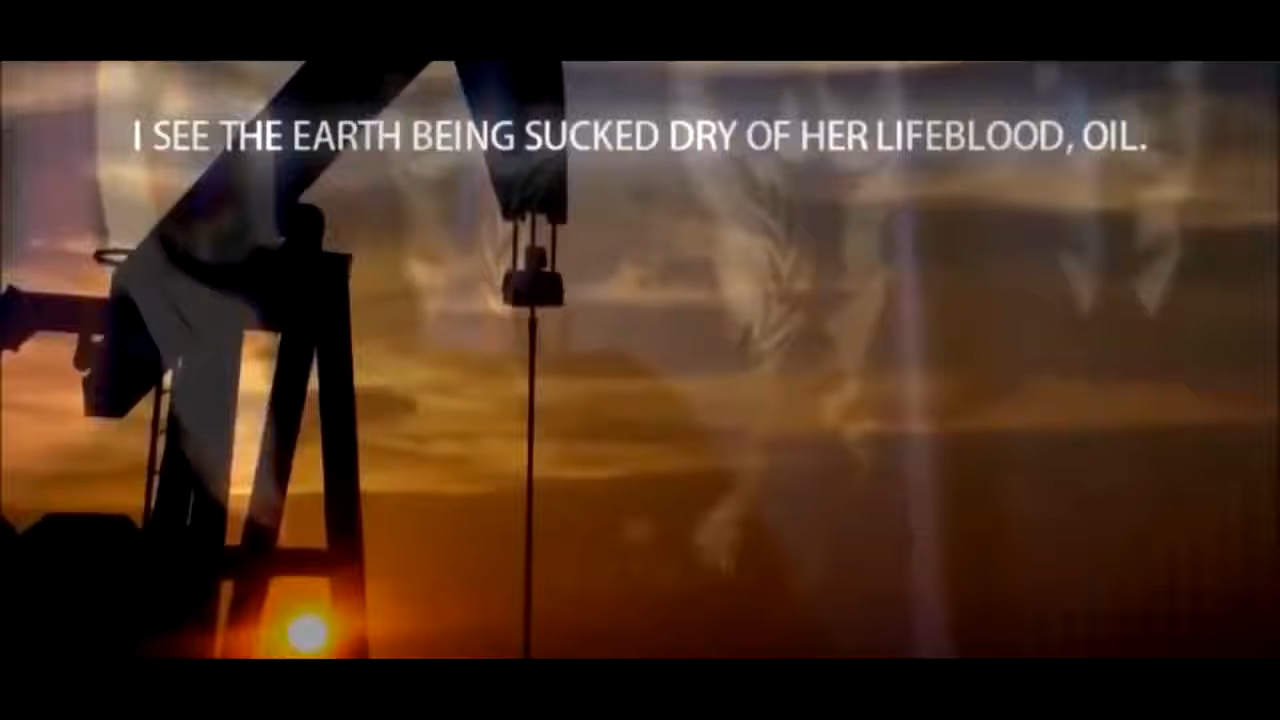 I SEE THE EARTH BEING SUCKED DRY OF HER LIFEBLOOD, OIL.